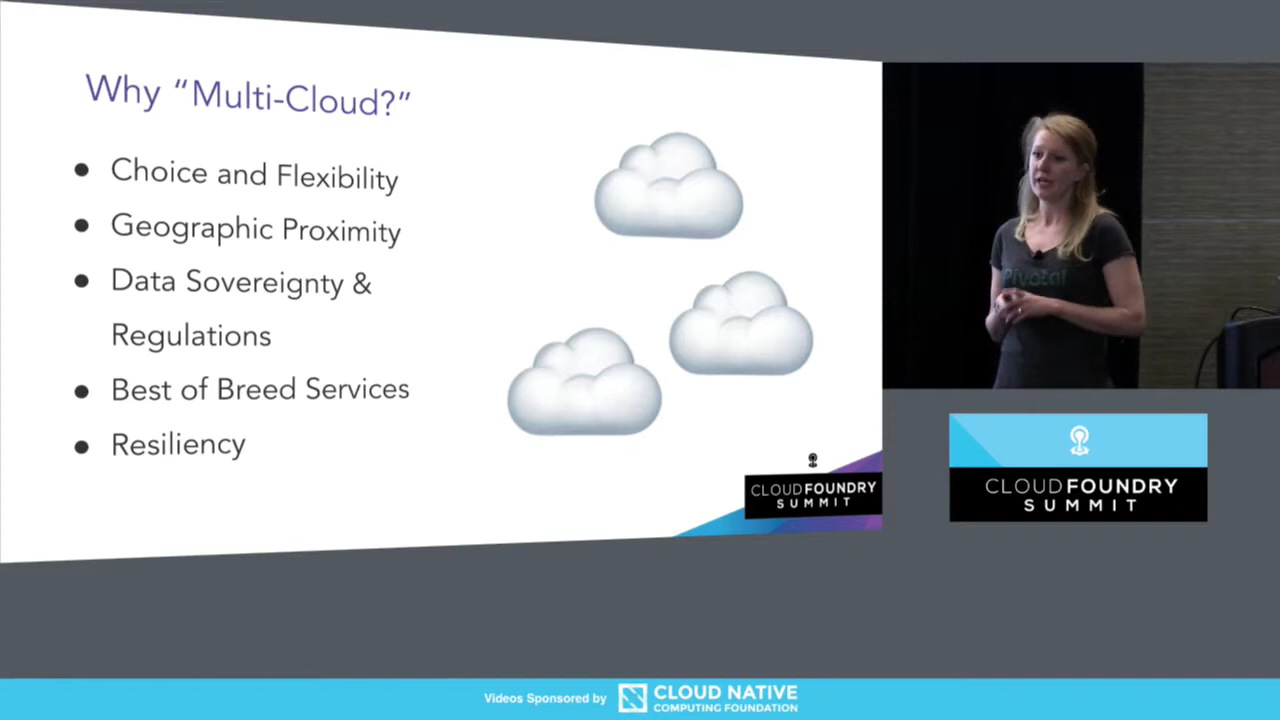 Why “Multi-Cloud?”
● Choice and Flexibility
● Geographic Proximity
● Data Sovereignty &
Regulations
● Best of Breed Services
● Resiliency
CLOUDFOUNDRY
SUMMIT
Pivotal
CLOUDFOUNDRY
SUMMIT
Videos Sponsored by
CLOUD NATIVE
COMPUTING FOUNDATION